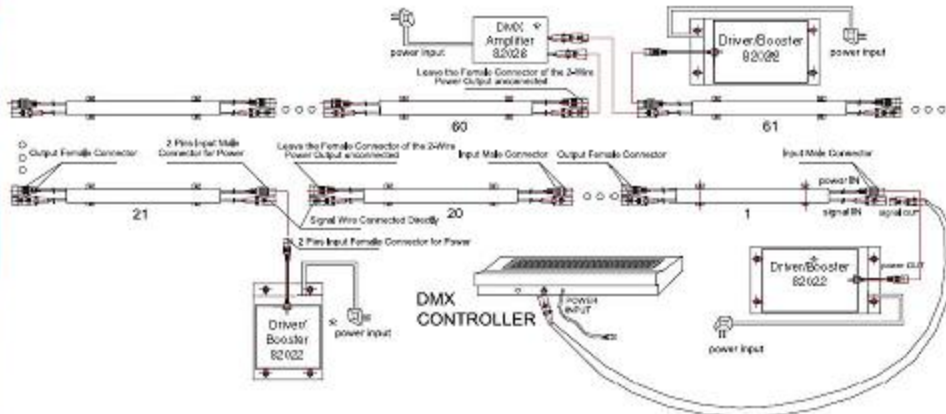 power input
DMX
Amplifier
82026
Driver/Booster
power input
Leave the Female Connector of the 2-Wire
Power Output unconnected
60
61
Output Female Connector
2 Pins Input Male
Connector for Power
Leave the Female Connector of the 2-Wire
Power Output unconnected
Input Male Connector
Output Female Connector
Input Male Connector
power IN
21
20
1
signal IN
signal OUT
Signal Wire Connected Directly
2 Pins Input Female Connector for Power
Driver/
Booster
82022
power input
DMX
CONTROLLER
POWER
INPUT
Driver/Booster
82022
power OUT
power input